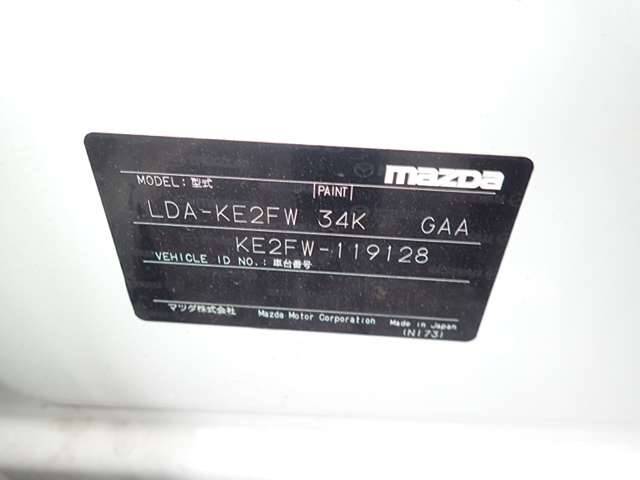 mazda
MODEL: 型式 PAINT
LDA-KE2FW 34K GAA
KE2FW-119128
VEHICLE ID NO.: 車台番号
マツダ株式会社 Mazda Motor Corporation Made in Japan
(N173)